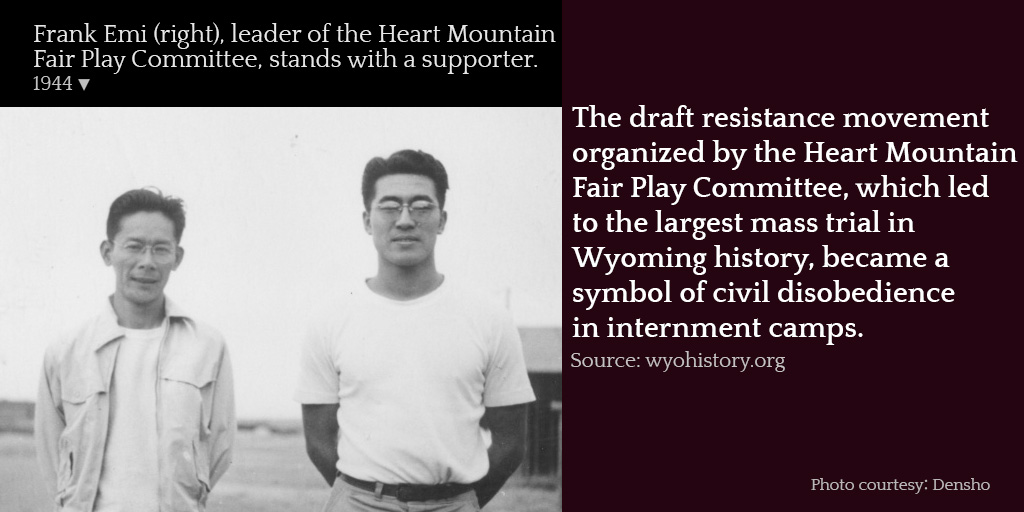 Frank Emi (right), leader of the Heart Mountain
Fair Play Committee, stands with a supporter.
1944 ▼
The draft resistance movement
organized by the Heart Mountain
Fair Play Committee, which led
to the largest mass trial in
Wyoming history, became a
symbol of civil disobedience
in internment camps.
Source: wyohistory.org
Photo courtesy: Densho